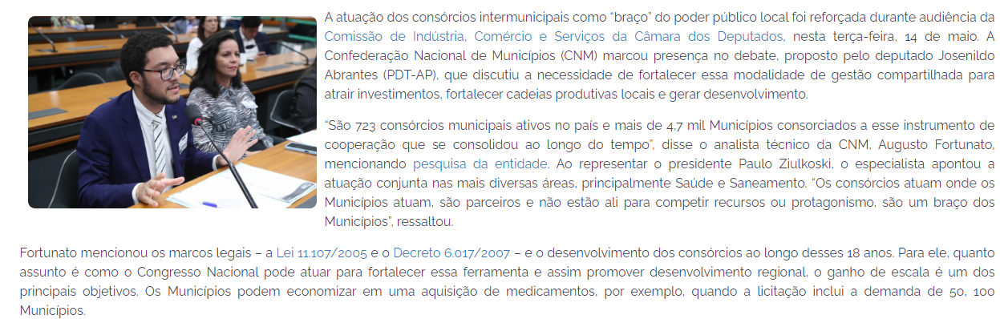 A atuação dos consórcios intermunicipais como “braço” do poder público local foi reforçada durante audiência da
Comissão de Indústria, Comércio e Serviços da Câmara dos Deputados, nesta terça-feira, 14 de maio. A
Confederação Nacional de Municípios (CNM) marcou presença no debate, proposto pelo deputado Josenildo
Abrantes (PDT-AP), que discutiu a necessidade de fortalecer essa modalidade de gestão compartilhada para
atrair investimentos, fortalecer cadeias produtivas locais e gerar desenvolvimento.
“São 723 consórcios municipais ativos no país e mais de 4,7 mil Municípios consorciados a esse instrumento de
cooperação que se consolidou ao longo do tempo”, disse o analista técnico da CNM, Augusto Fortunato,
mencionando pesquisa da entidade. Ao representar o presidente Paulo Ziulkoski, o especialista apontou a
atuação conjunta nas mais diversas áreas, principalmente Saúde e Saneamento. “Os consórcios atuam onde os
Municípios atuam, são parceiros e não estão ali para competir recursos ou protagonismo, são um braço dos
Municípios”, ressaltou.
Fortunato mencionou os marcos legais – a Lei 11.107/2005 e o Decreto 6.017/2007 – e o desenvolvimento dos consórcios ao longo desses 18 anos. Para ele, quanto
assunto é como o Congresso Nacional pode atuar para fortalecer essa ferramenta e assim promover desenvolvimento regional, o ganho de escala é um dos
principais objetivos. Os Municípios podem economizar em uma aquisição de medicamentos, por exemplo, quando a licitação inclui a demanda de 50, 100
Municípios.